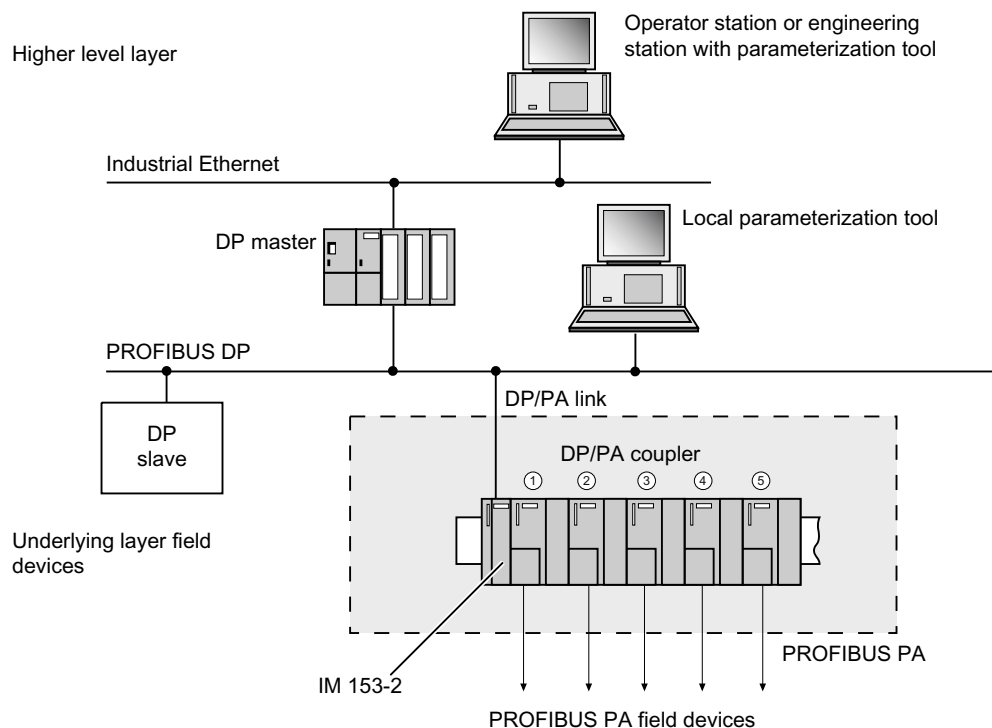 Operator station or engineering
station with parameterization tool
Higher level layer
Industrial Ethernet
Local parameterization tool
DP master
PROFIBUS DP
DP/PA link
DP
slave
DP/PA coupler
1 2 3 4 5
Underlying layer field
devices
PROFIBUS PA
IM 153-2
PROFIBUS PA field devices